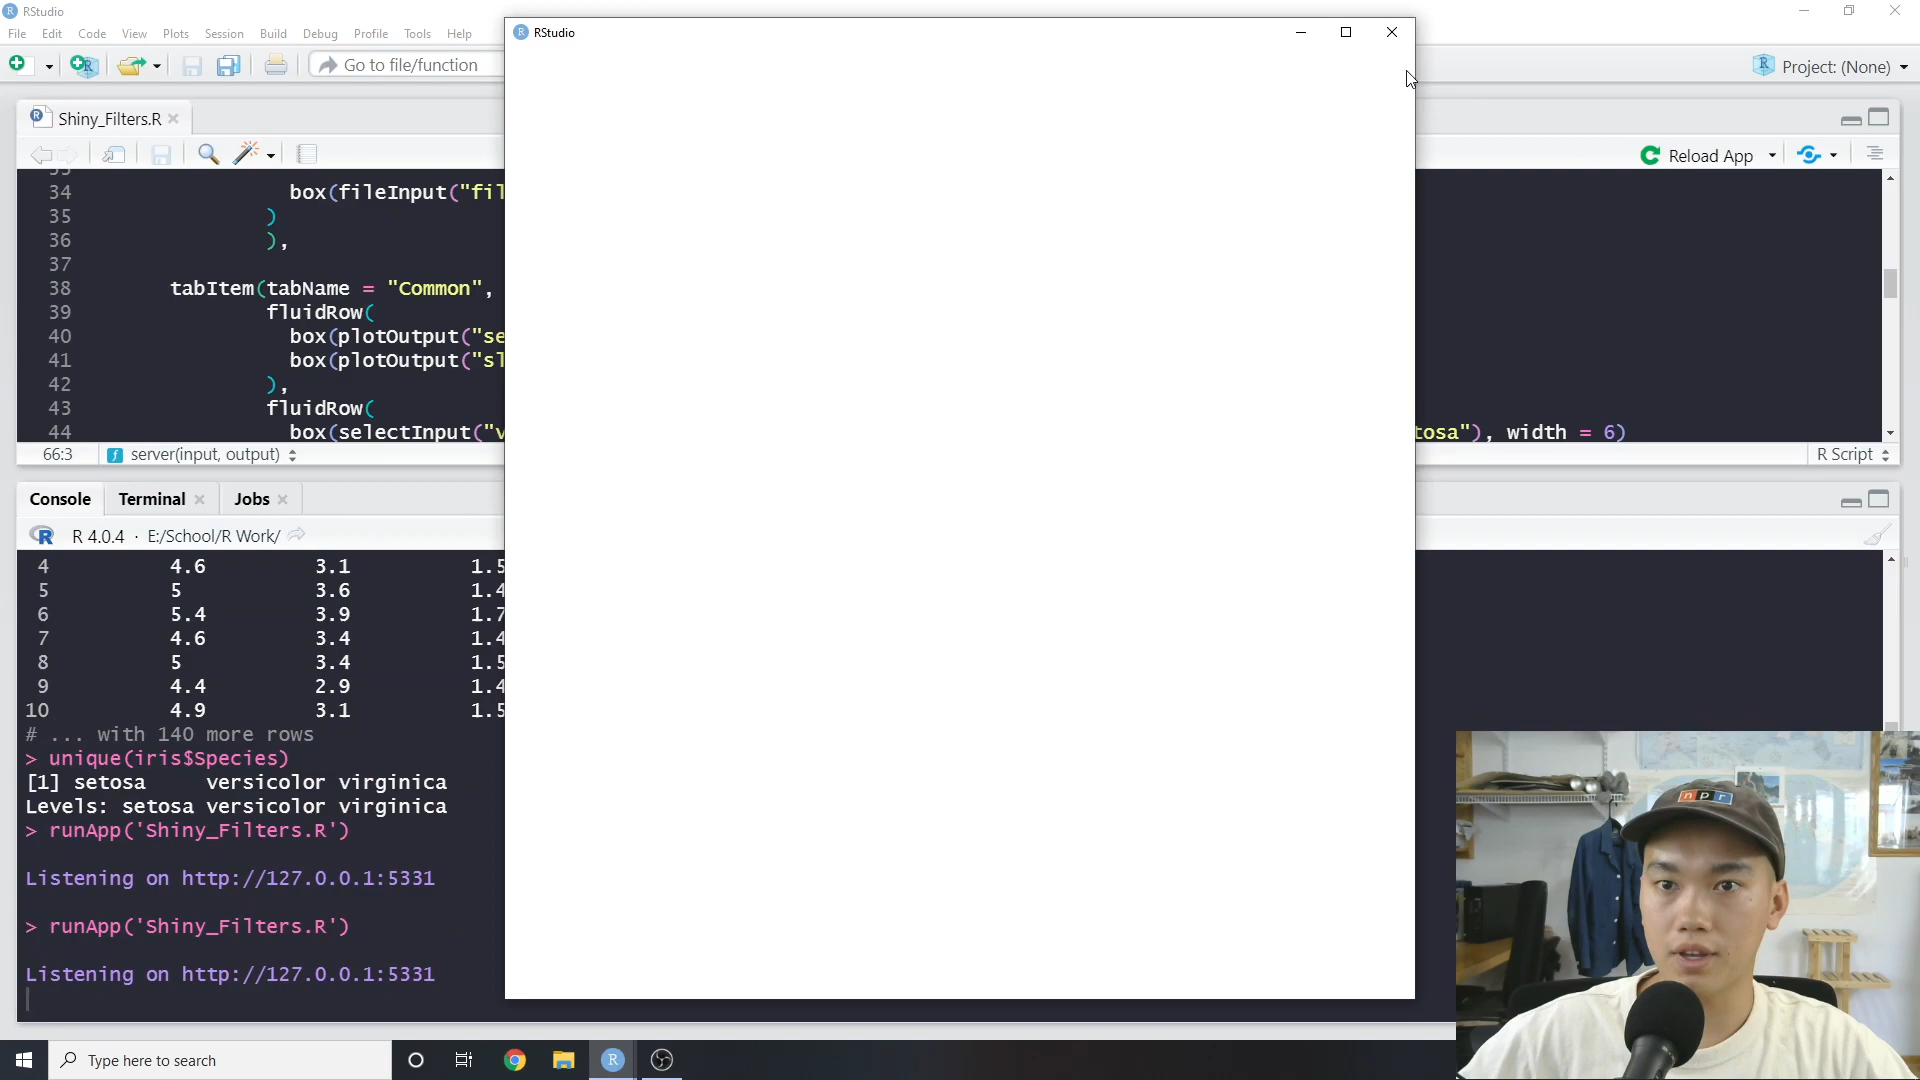 RStudio
File Edit Code View Plots Session Build Debug Profile Tools Help
Go to file/function
Project: (None)
RStudio
Shiny_Filters.R
Reload App
34 box(fileInput("fil
35 )
36 ),
37
38 tabItem(tabName = "Common",
39 fluidRow(
40 box(plotOutput("se
41 box(plotOutput("sl
42 ),
43 fluidRow(
44 box(selectInput("v tosa"), width = 6)
66:3 server(input, output) R Script
Console Terminal Jobs
R 4.0.4 · E:/School/R Work/
4 4.6 3.1 1.5
5 5 3.6 1.4
6 5.4 3.9 1.7
7 4.6 3.4 1.4
8 5 3.4 1.5
9 4.4 2.9 1.4
10 4.9 3.1 1.5
# ... with 140 more rows
> unique(iris$Species)
[1] setosa versicolor virginica
Levels: setosa versicolor virginica
> runApp('Shiny_Filters.R')
Listening on http://127.0.0.1:5331
> runApp('Shiny_Filters.R')
Listening on http://127.0.0.1:5331
npr
Type here to search